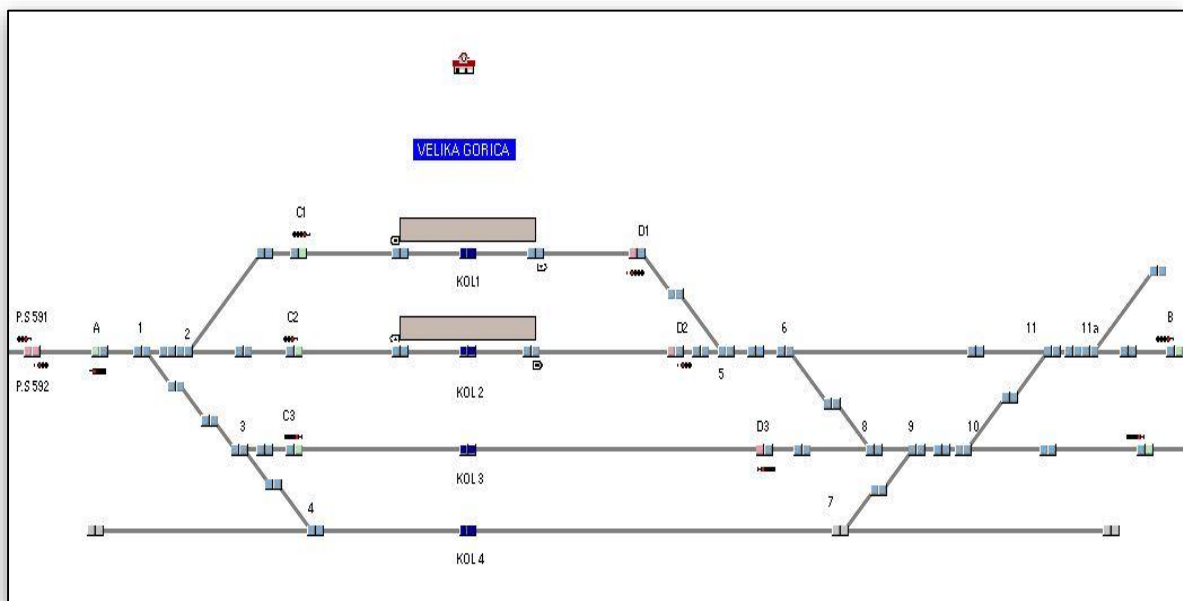 VELIKA GORICA
C1
D1
KOL1
P.S 591
A
1
2
C2
D2
6
11
11a
B
P.S 592
5
KOL 2
3
C3
D3
8
9
10
KOL 3
4
7
KOL 4